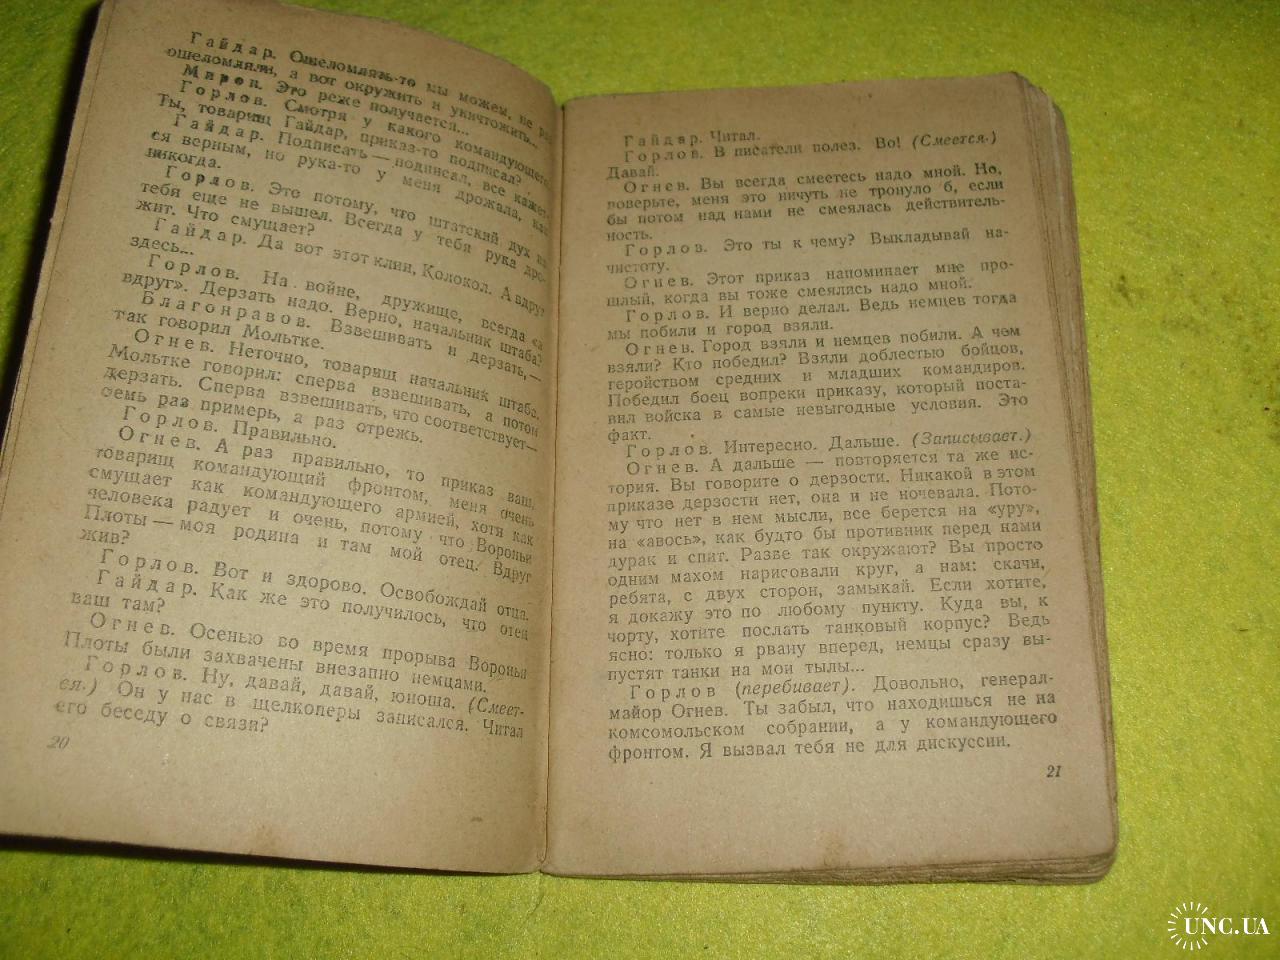 Гайдар. Ошеломлять-то мы можем, не раз
ошеломляли, а вот окружить и уничтожить...
Мирон. Это реже получается...
Горлов. Смотря у какого командующего.
Ты, товарищ Гайдар, приказ-то подписал?
Гайдар. Подписать — подписал, все кажет-
ся верным, но рука-то у меня дрожала, как
никогда.
Горлов. Это потому, что штатский дух из
тебя еще не вышел. Всегда у тебя рука дро-
жит. Что смущает?
Гайдар. Да вот этот клин, Колокол. А вдруг
здесь...
Горлов. На войне, дружище, всегда «а
вдруг». Дерзать надо. Верно, начальник штаба?
Благонравов. Взвешивать и дерзать, —
так говорил Мольтке.
Огнев. Неточно, товарищ начальник штаба.
Мольтке говорил: сперва взвешивать, а потом
дерзать. Сперва взвешивать, что соответствует —
семь раз примерь, а раз отрежь.
Горлов. Правильно.
Огнев. А раз правильно, то приказ ваш,
товарищ командующий фронтом, меня очень
смущает как командующего армией, хотя как
человека радует и очень, потому что Вороньи
Плоты — моя родина и там мой отец. Вдруг
жив?
Горлов. Вот и здорово. Освобождай отца.
Гайдар. Как же это получилось, что отец
ваш там?
Огнев. Осенью во время прорыва Вороньи
Плоты были захвачены внезапно немцами.
Горлов. Ну, давай, давай, юноша. (Смеет-
ся.) Он у нас в щелкоперы записался. Читал
его беседу о связи?
20
Гайдар. Читал.
Горлов. В писатели полез. Во! (Смеется.)
Давай.
Огнев. Вы всегда смеетесь надо мной. Но,
поверьте, меня это ничуть не тронуло б, если
бы потом над нами не смеялась действитель-
ность.
Горлов. Это ты к чему? Выкладывай на-
чистоту.
Огнев. Этот приказ напоминает мне про-
шлый, когда вы тоже смеялись надо мной.
Горлов. И верно делал. Ведь немцев тогда
мы побили и город взяли.
Огнев. Город взяли и немцев побили. А чем
взяли? Кто победил? Взяли доблестью бойцов,
геройством средних и младших командиров.
Победил боец вопреки приказу, который поста-
вил войска в самые невыгодные условия. Это
факт.
Горлов. Интересно. Дальше. (Записывает.)
Огнев. А дальше — повторяется та же ис-
тория. Вы говорите о дерзости. Никакой в этом
приказе дерзости нет, она и не ночевала. Пото-
му что нет в нем мысли, все берется на «уру»,
на «авось», как будто бы противник перед нами
дурак и спит. Разве так окружают? Вы просто
одним махом нарисовали круг, а нам: скачи,
ребята, с двух сторон, замыкай. Если хотите,
я докажу это по любому пункту. Куда вы, к
чорту, хотите послать танковый корпус? Ведь
ясно: только я рвану вперед, немцы сразу вы-
пустят танки на мои тылы...
Горлов (перебивает). Довольно, генерал-
майор Огнев. Ты забыл, что находишься не на
комсомольском собрании, а у командующего
фронтом. Я вызвал тебя не для дискуссии.
21
UNC.UA